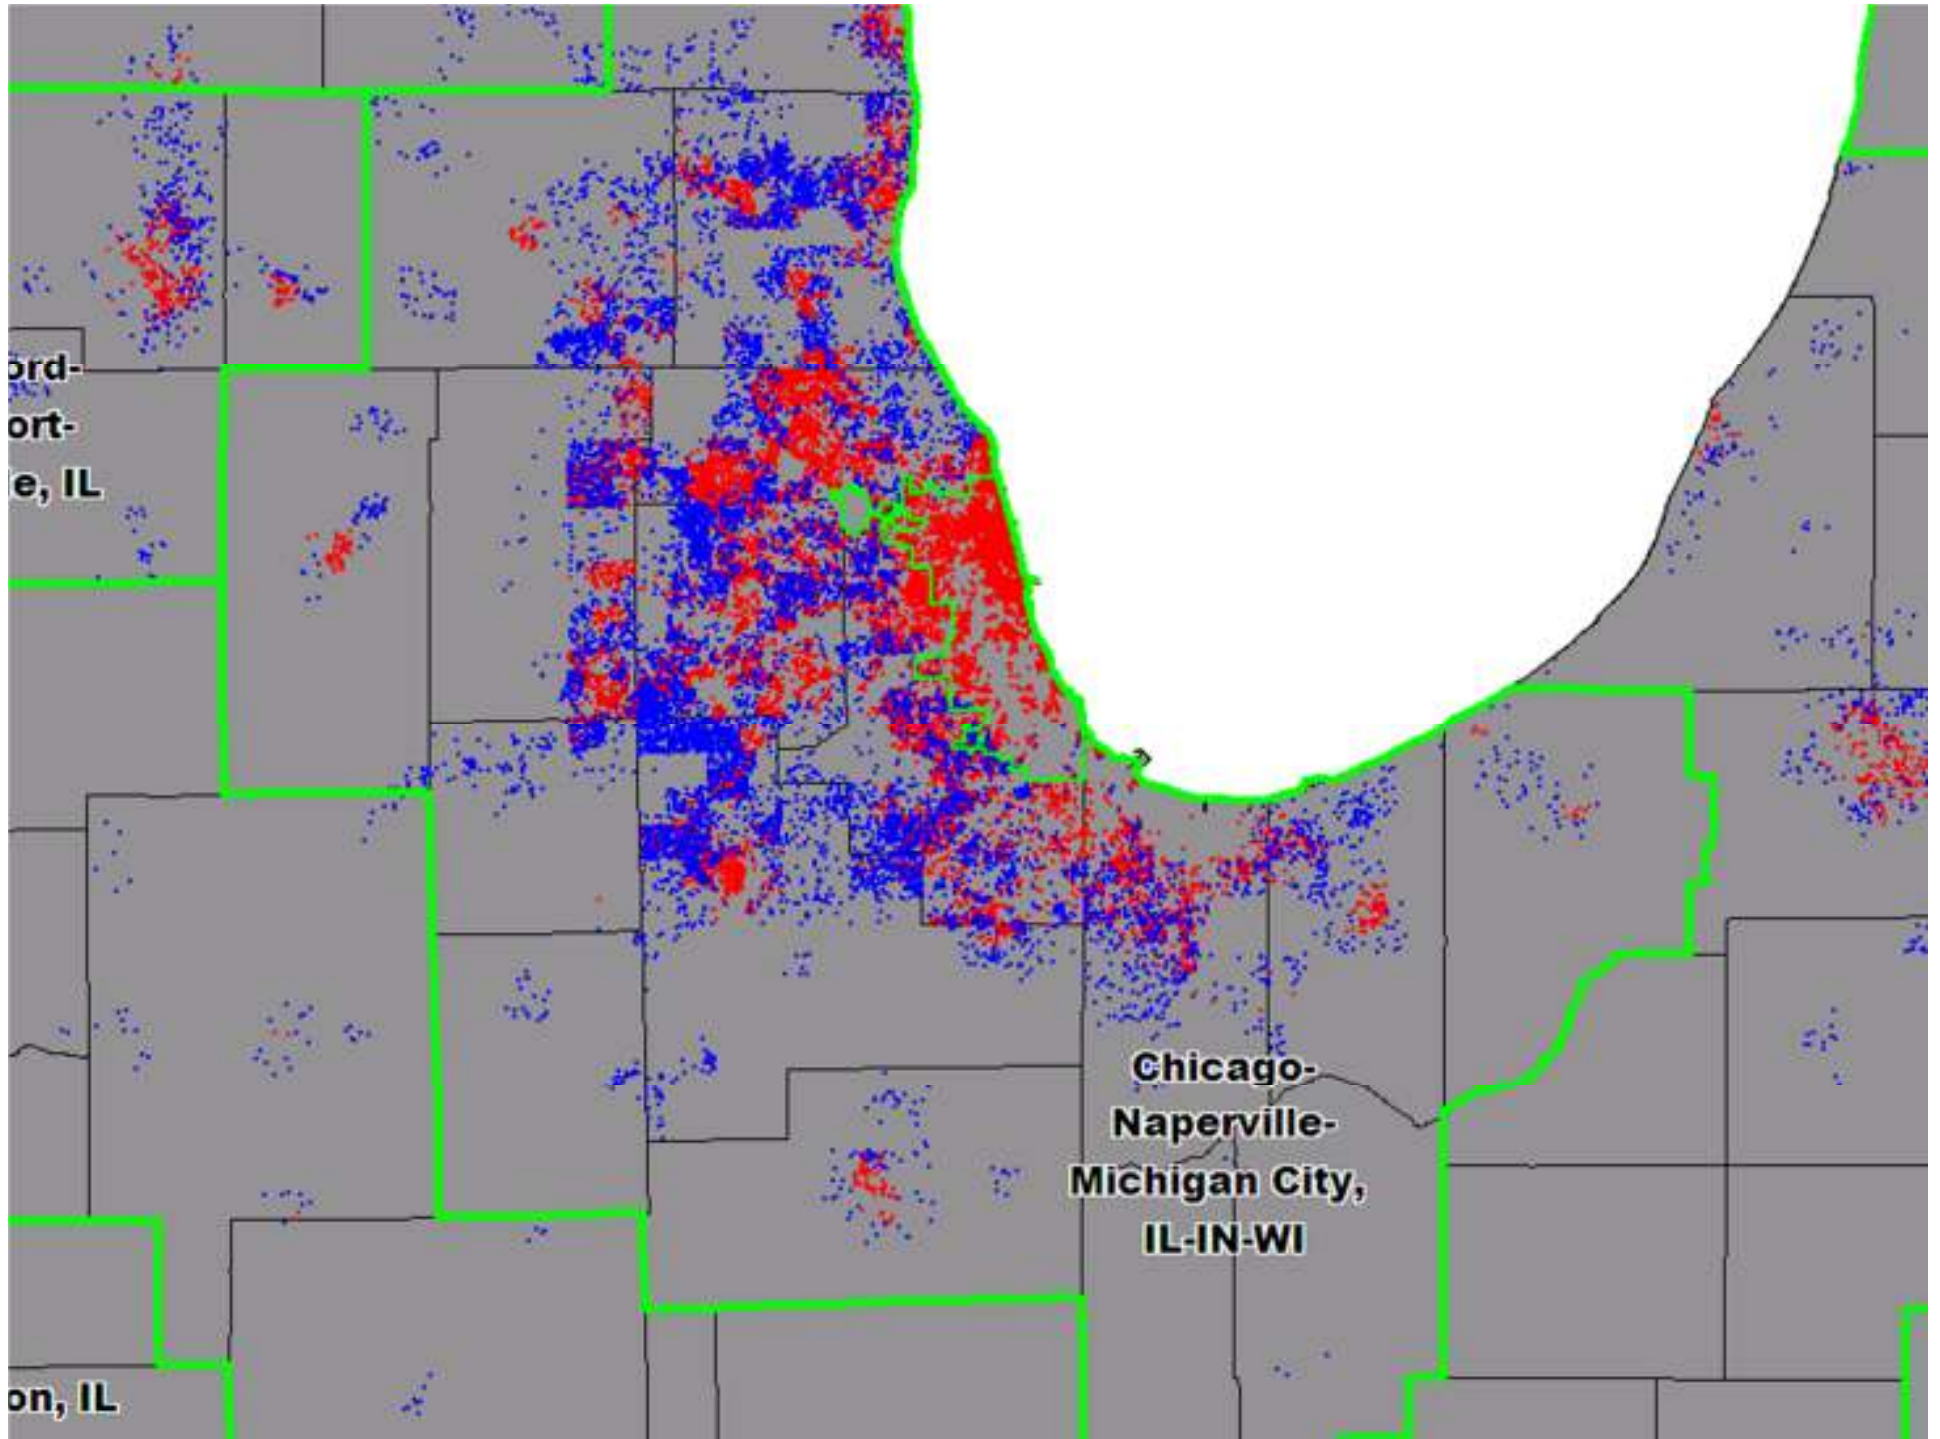 ord-
ort-
e, IL
Chicago-
Naperville-
Michigan City,
IL-IN-WI
on, IL